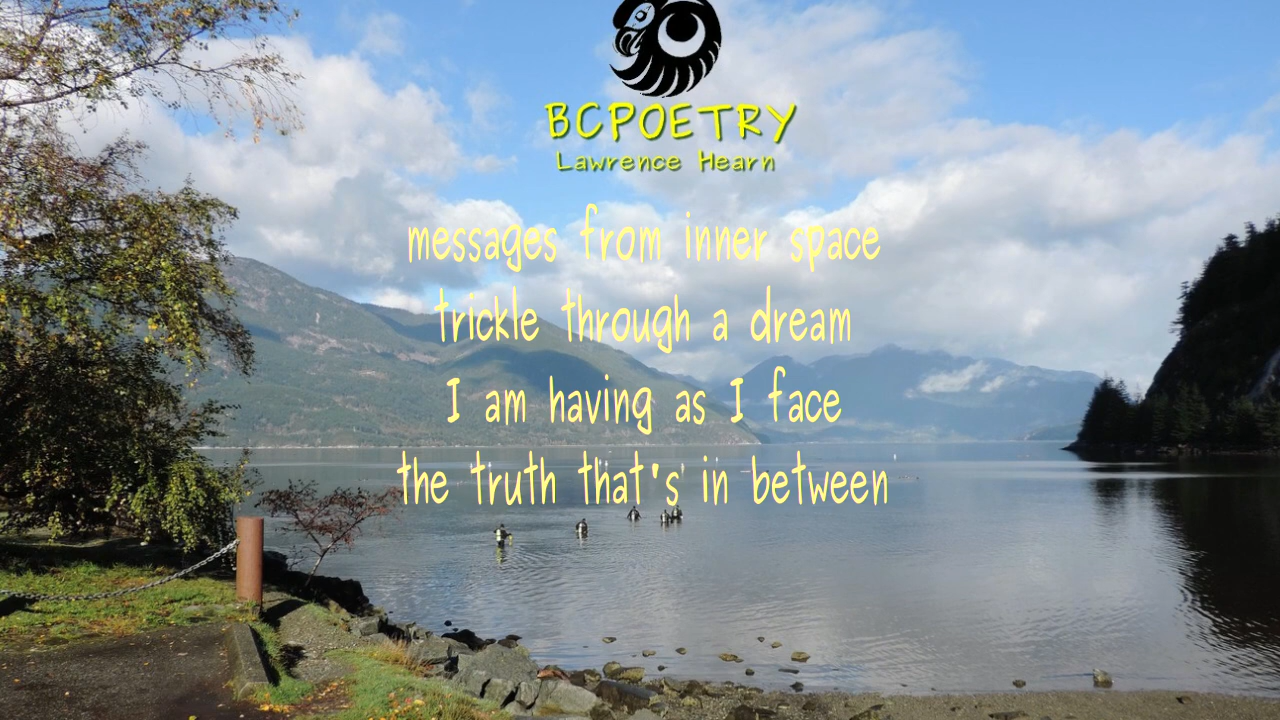 BCPOETRY
Lawrence Hearn
messages from inner space
trickle through a dream
I am having as I face
the truth that's in between